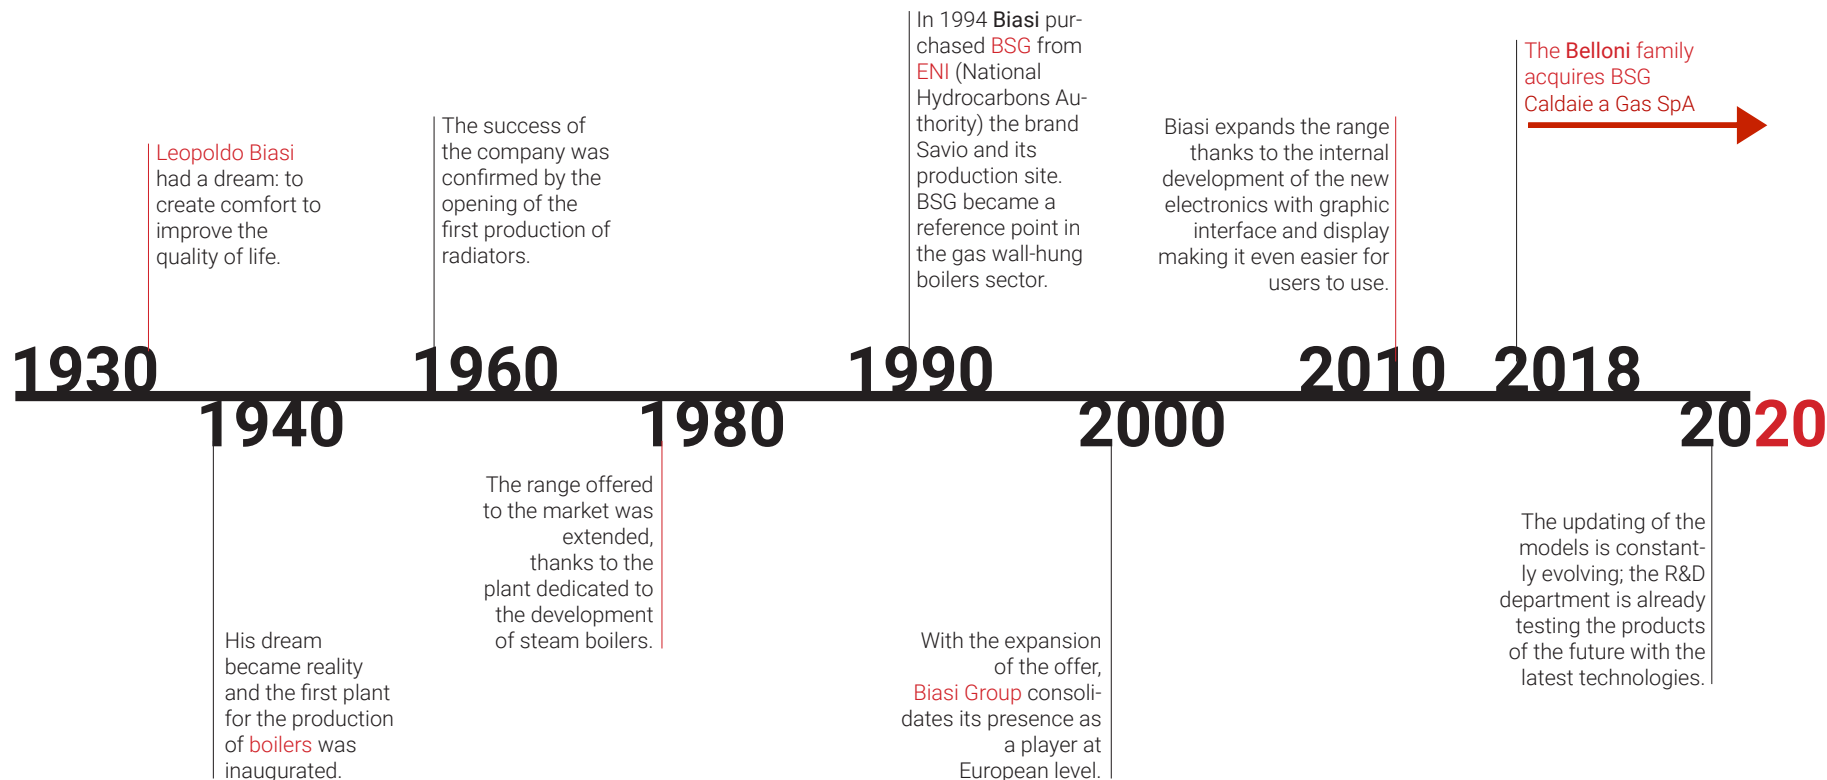 1930
Leopoldo Biasi
had a dream: to
create comfort to
improve the
quality of life.
1940
His dream
became reality
and the first plant
for the production
of boilers was
inaugurated.
1960
The success of
the company was
confirmed by the
opening of the
first production of
radiators.
1980
The range offered
to the market was
extended,
thanks to the
plant dedicated to
the development
of steam boilers.
1990
In 1994 Biasi pur-
chased BSG from
ENI (National
Hydrocarbons Au-
thority) the brand
Savio and its
production site.
BSG became a
reference point in
the gas wall-hung
boilers sector.
2000
With the expansion
of the offer,
Biasi Group consoli-
dates its presence as
a player at
European level.
2010
Biasi expands the range
thanks to the internal
development of the new
electronics with graphic
interface and display
making it even easier for
users to use.
2018
The Belloni family
acquires BSG
Caldaie a Gas SpA
2020
The updating of the
models is constant-
ly evolving; the R&D
department is already
testing the products
of the future with the
latest technologies.